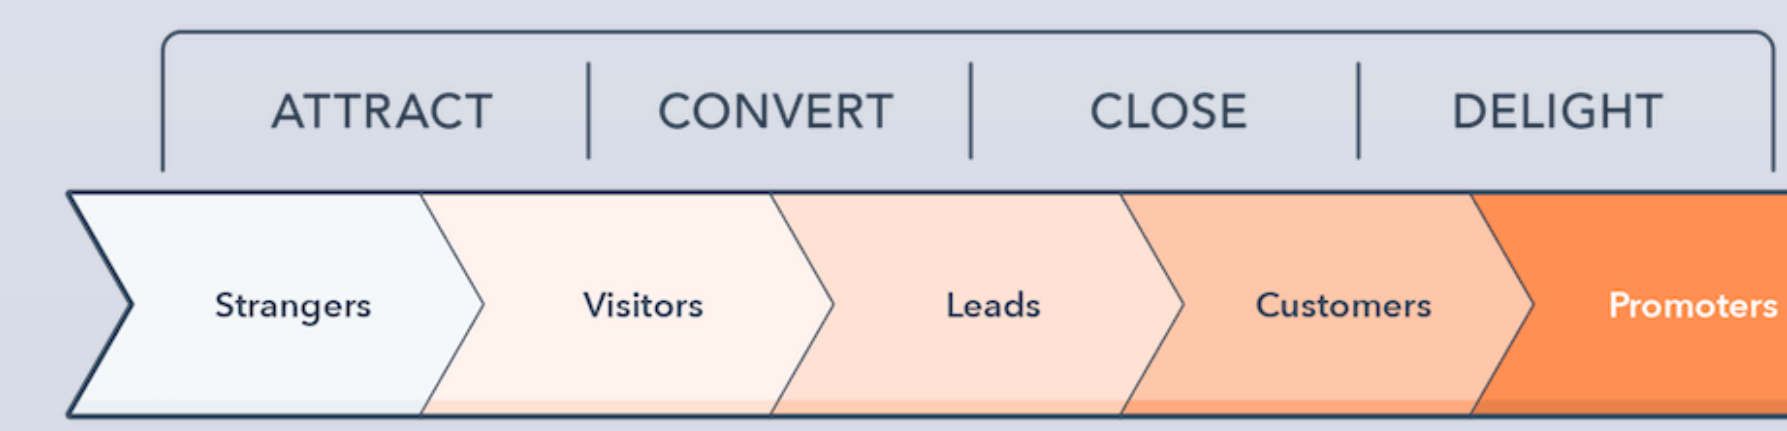 ATTRACT CONVERT CLOSE DELIGHT
Strangers Visitors Leads Customers Promoters